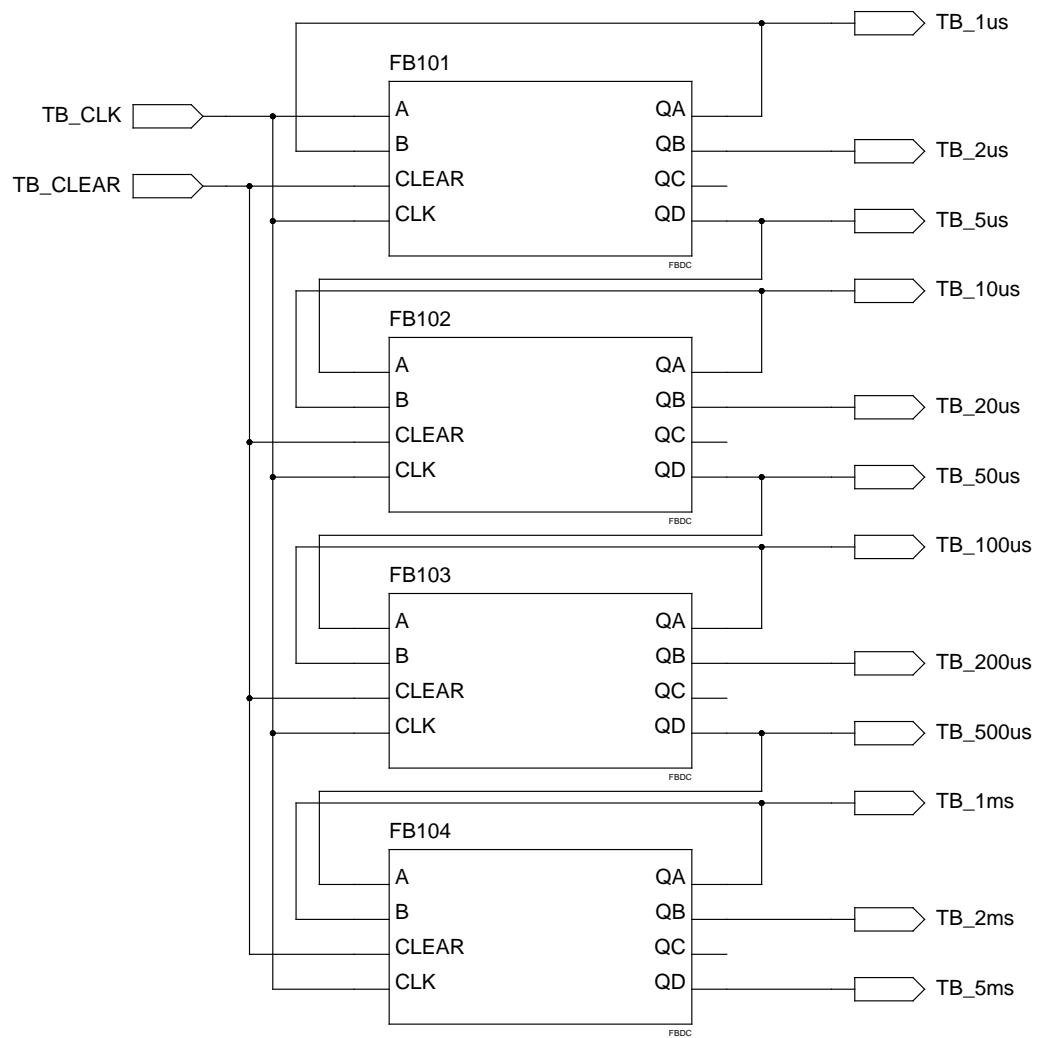 TB_1us
FB101
TB_CLK
A
QA
B
QB
TB_2us
TB_CLEAR
CLEAR
QC
CLK
QD
TB_5us
FBDC
TB_10us
FB102
A
QA
B
QB
TB_20us
CLEAR
QC
CLK
QD
TB_50us
FBDC
TB_100us
FB103
A
QA
B
QB
TB_200us
CLEAR
QC
CLK
QD
TB_500us
FBDC
TB_1ms
FB104
A
QA
B
QB
TB_2ms
CLEAR
QC
CLK
QD
TB_5ms
FBDC